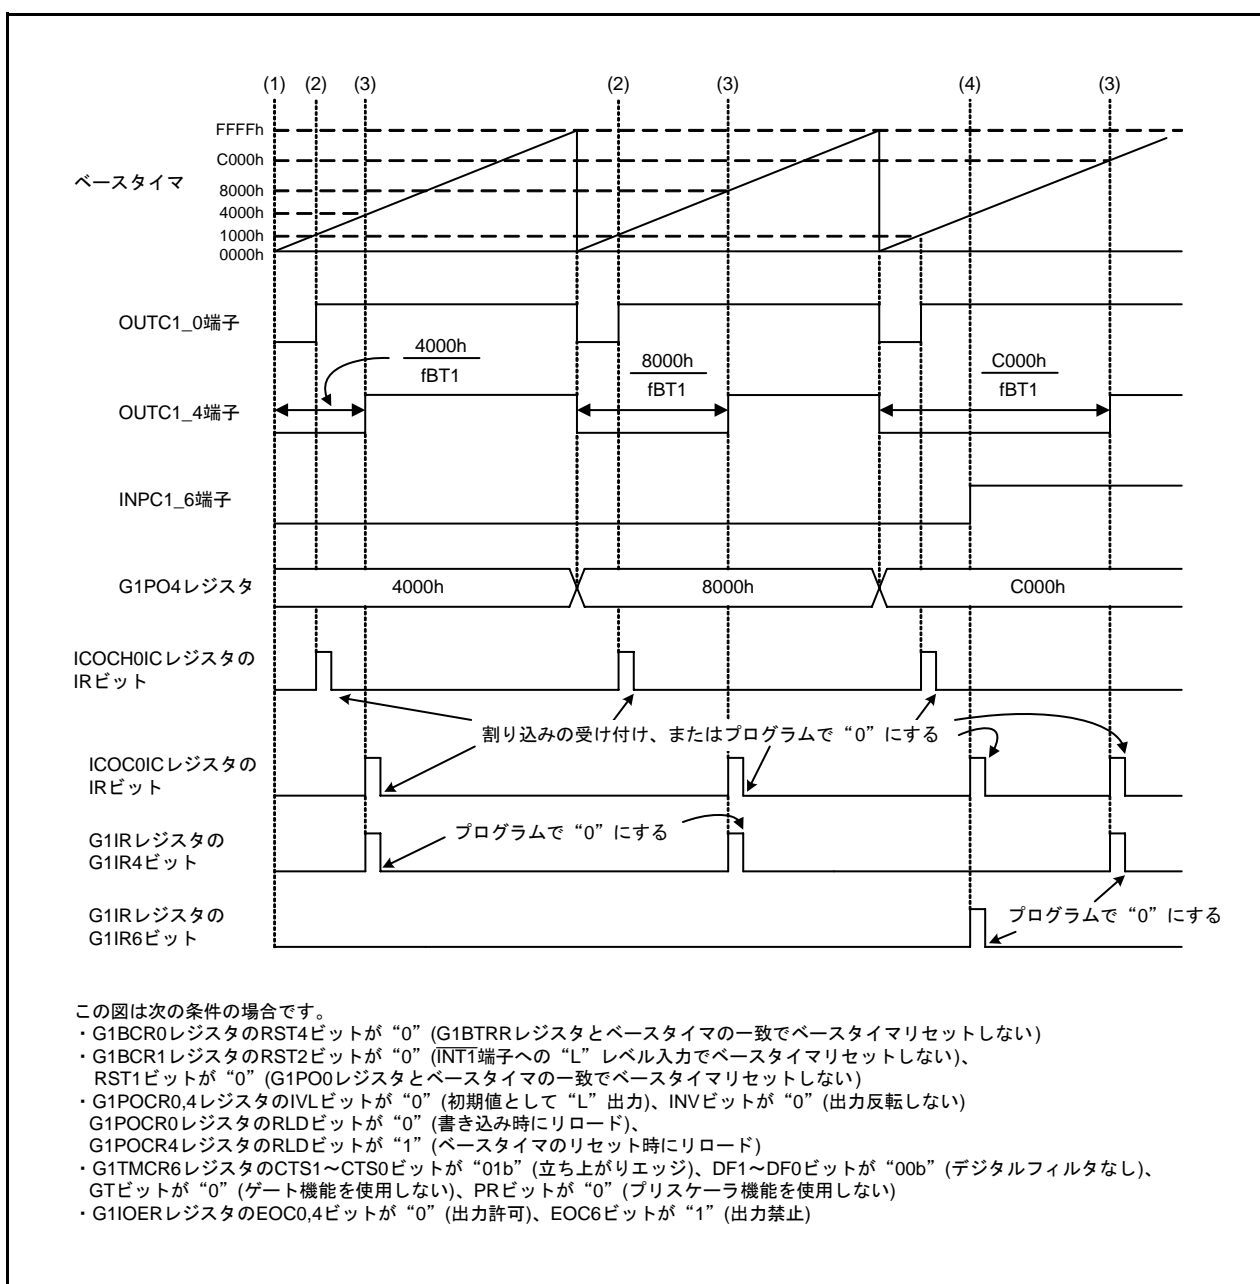 (1) (2) (3) (2) (3) (4) (3)
FFFFh
C000h
ベースタイマ
8000h
4000h
1000h
0000h
OUTC1_0端子
4000h
fBT1
8000h
fBT1
C000h
fBT1
OUTC1_4端子
INPC1_6端子
G1PO4レジスタ 4000h 8000h C000h
ICOCH0ICレジスタの
IRビット
割り込みの受け付け、またはプログラムで“0”にする
ICOC0ICレジスタの
IRビット
G1IRレジスタの
G1IR4ビット
プログラムで“0”にする
G1IRレジスタの
G1IR6ビット
プログラムで“0”にする
この図は次の条件の場合です。
・G1BCR0レジスタのRST4ビットが“0”(G1BTRRレジスタとベースタイマの一致でベースタイマリセットしない)
・G1BCR1レジスタのRST2ビットが“0”(INT1端子への“L”レベル入力でベースタイマリセットしない)、
RST1ビットが“0”(G1PO0レジスタとベースタイマの一致でベースタイマリセットしない)
・G1POCR0,4レジスタのIVLビットが“0”(初期値として“L”出力)、INVビットが“0”(出力反転しない)
G1POCR0レジスタのRLDビットが“0”(書き込み時にリロード)、
G1POCR4レジスタのRLDビットが“1”(ベースタイマのリセット時にリロード)
・G1TMCR6レジスタのCTS1～CTS0ビットが“01b”(立ち上がりエッジ)、DF1～DF0ビットが“00b”(デジタルフィルタなし)、
GTビットが“0”(ゲート機能を使用しない)、PRビットが“0”(プリスケーラ機能を使用しない)
・G1IOERレジスタのEOC0,4ビットが“0”(出力許可)、EOC6ビットが“1”(出力禁止)